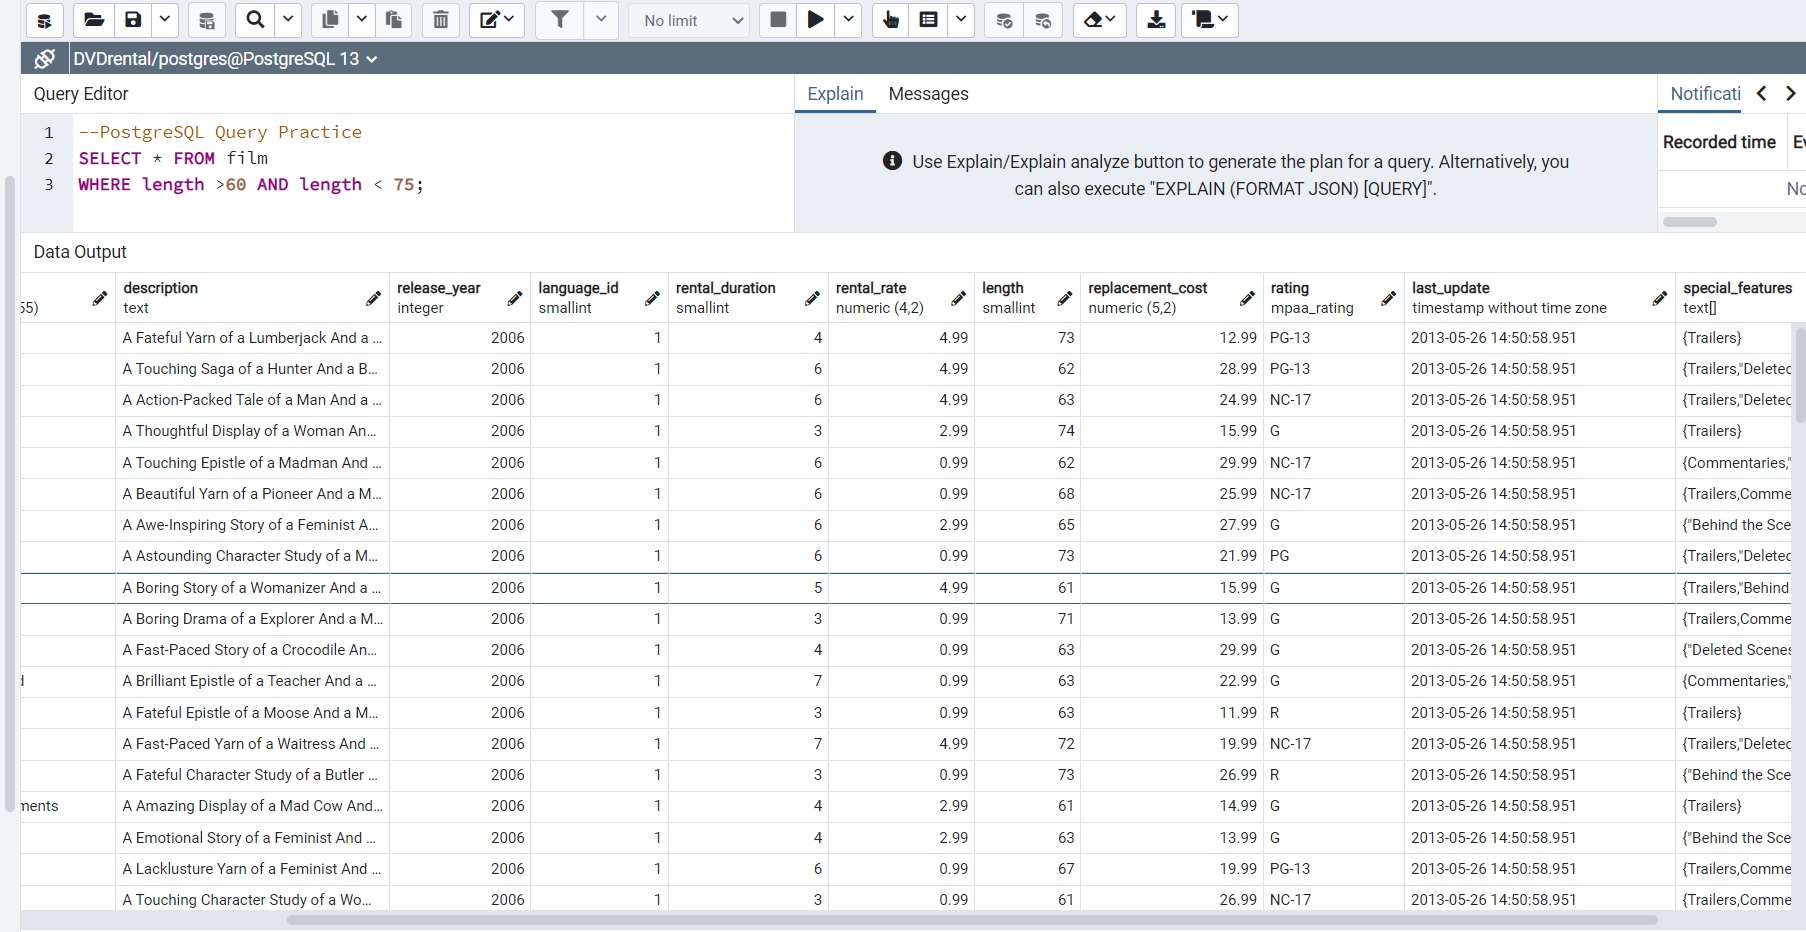 No limit
DVDrental/postgres@PostgreSQL 13
Query Editor
Explain Messages
Notificati
1 --PostgreSQL Query Practice
2 SELECT * FROM film
3 WHERE length >60 AND length < 75;
Use Explain/Explain analyze button to generate the plan for a query. Alternatively, you
can also execute "EXPLAIN (FORMAT JSON) [QUERY]".
Recorded time
Data Output
description release_year language_id rental_duration rental_rate length replacement_cost rating last_update special_features
55) text integer smallint smallint numeric (4,2) smallint numeric (5,2) mpaa_rating timestamp without time zone text[]
A Fateful Yarn of a Lumberjack And a ... 2006 1 4 4.99 73 12.99 PG-13 2013-05-26 14:50:58.951 {Trailers}
A Touching Saga of a Hunter And a B... 2006 1 6 4.99 62 28.99 PG-13 2013-05-26 14:50:58.951 {Trailers,"Deleted
A Action-Packed Tale of a Man And a ... 2006 1 6 4.99 63 24.99 NC-17 2013-05-26 14:50:58.951 {Trailers,"Deleted
A Thoughtful Display of a Woman An... 2006 1 3 2.99 74 15.99 G 2013-05-26 14:50:58.951 {Trailers}
A Touching Epistle of a Madman And ... 2006 1 6 0.99 62 29.99 NC-17 2013-05-26 14:50:58.951 {Commentaries,"
A Beautiful Yarn of a Pioneer And a M... 2006 1 6 0.99 68 25.99 NC-17 2013-05-26 14:50:58.951 {Trailers,Comme
A Awe-Inspiring Story of a Feminist A... 2006 1 6 2.99 65 27.99 G 2013-05-26 14:50:58.951 {"Behind the Sce
A Astounding Character Study of a M... 2006 1 6 0.99 73 21.99 PG 2013-05-26 14:50:58.951 {Trailers,"Deleted
A Boring Story of a Womanizer And a ... 2006 1 5 4.99 61 15.99 G 2013-05-26 14:50:58.951 {Trailers,"Behind
A Boring Drama of a Explorer And a M... 2006 1 3 0.99 71 13.99 G 2013-05-26 14:50:58.951 {Trailers,Comme
A Fast-Paced Story of a Crocodile An... 2006 1 4 0.99 63 29.99 G 2013-05-26 14:50:58.951 {"Deleted Scenes
A Brilliant Epistle of a Teacher And a ... 2006 1 7 0.99 63 22.99 G 2013-05-26 14:50:58.951 {Commentaries,"
A Fateful Epistle of a Moose And a M... 2006 1 3 0.99 63 11.99 R 2013-05-26 14:50:58.951 {Trailers}
A Fast-Paced Yarn of a Waitress And ... 2006 1 7 4.99 72 19.99 NC-17 2013-05-26 14:50:58.951 {Trailers,"Deleted
A Fateful Character Study of a Butler ... 2006 1 3 0.99 73 26.99 R 2013-05-26 14:50:58.951 {"Behind the Sce
ments A Amazing Display of a Mad Cow And... 2006 1 4 2.99 61 14.99 G 2013-05-26 14:50:58.951 {Trailers}
A Emotional Story of a Feminist And ... 2006 1 4 2.99 63 13.99 G 2013-05-26 14:50:58.951 {"Behind the Sce
A Lacklusture Yarn of a Feminist And ... 2006 1 6 0.99 67 19.99 PG-13 2013-05-26 14:50:58.951 {Trailers,Comme
A Touching Character Study of a Wo... 2006 1 3 0.99 61 26.99 NC-17 2013-05-26 14:50:58.951 {Trailers,Comme